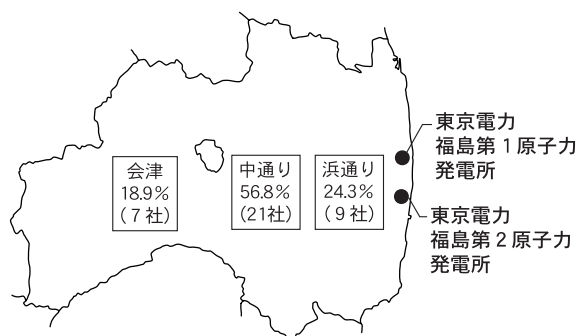 東京電力
福島第1原子力
発電所
会津
18.9%
(7社)
中通り
56.8%
(21社)
浜通り
24.3%
(9社)
東京電力
福島第2原子力
発電所